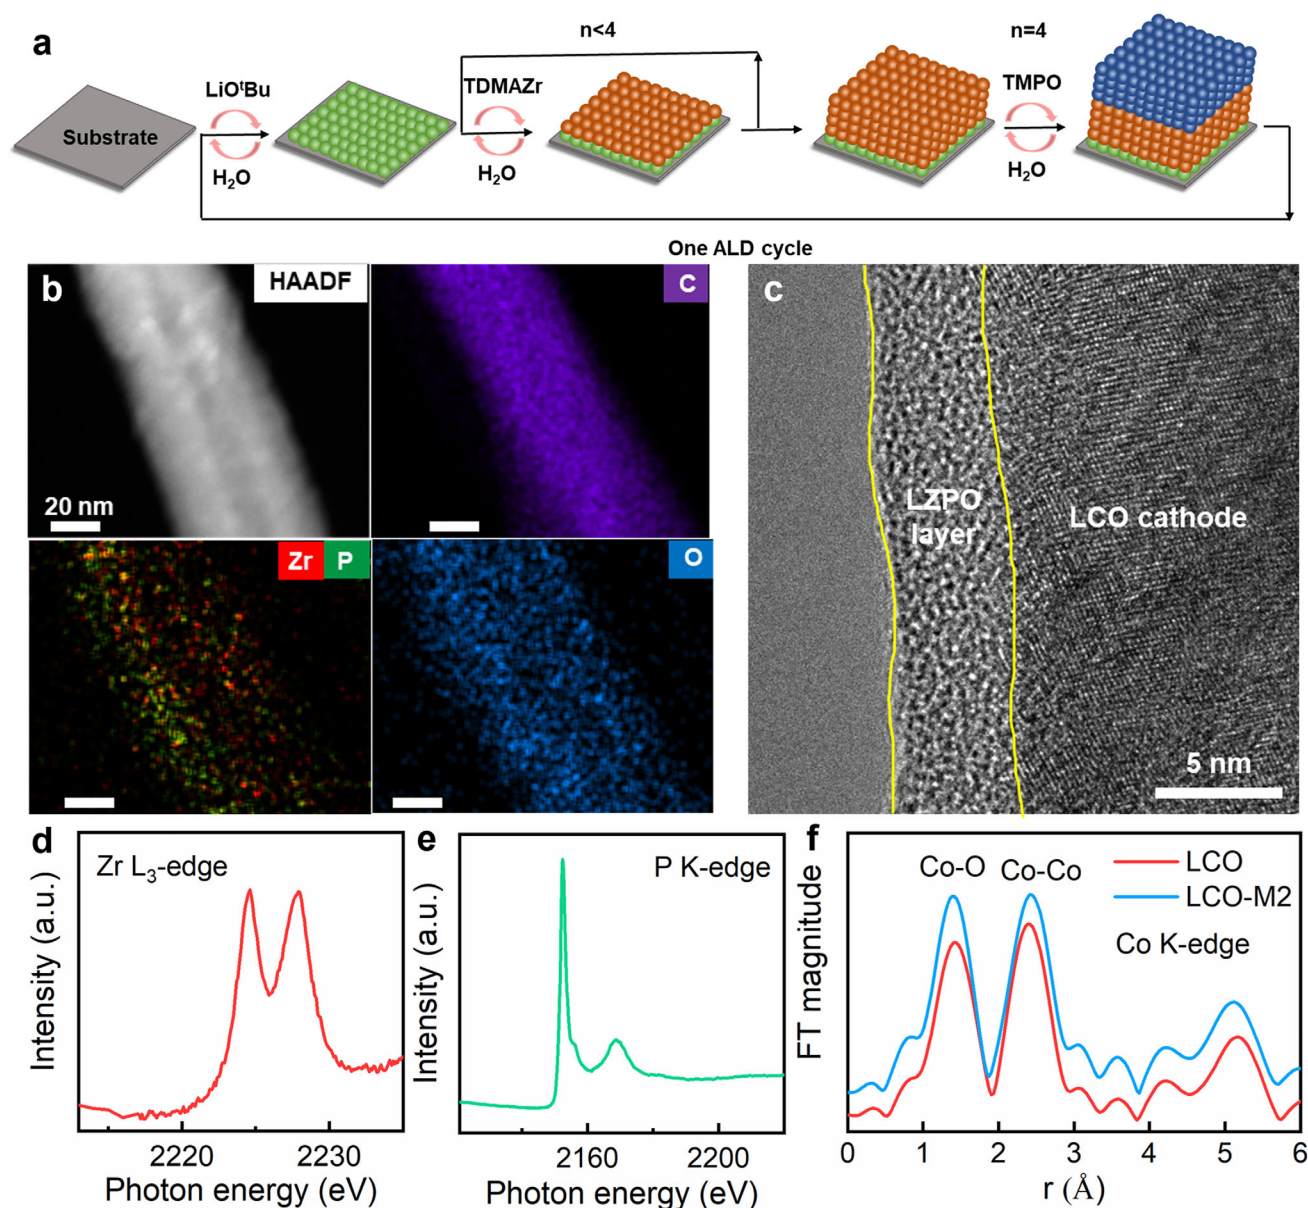 a
n<4
n=4
LiOᵗBu
TDMAZr
TMPO
Substrate
H₂O
H₂O
H₂O
One ALD cycle
b
HAADF
C
20 nm
Zr
P
O
c
LZPO
layer
LCO cathode
5 nm
d
Zr L₃-edge
Intensity (a.u.)
2220
2230
Photon energy (eV)
e
P K-edge
Intensity (a.u.)
2160
2200
Photon energy (eV)
f
Co-O
Co-Co
LCO
LCO-M2
Co K-edge
FT magnitude
0
1
2
3
4
5
6
r (Å)